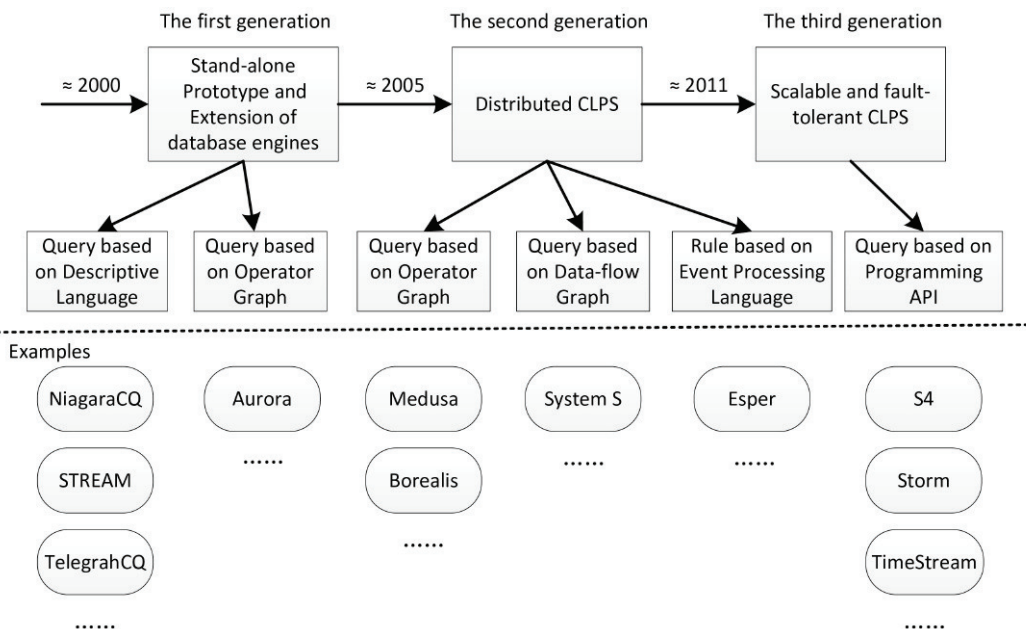 The first generation
The second generation
The third generation
≈ 2000
Stand-alone
Prototype and
Extension of
database engines
≈ 2005
Distributed CLPS
≈ 2011
Scalable and fault-
tolerant CLPS
Query based
on Descriptive
Language
Query based
on Operator
Graph
Query based
on Operator
Graph
Query based
on Data-flow
Graph
Rule based on
Event Processing
Language
Query based on
Programming
API
Examples
NiagaraCQ
STREAM
TelegrahCQ
……
Aurora
……
Medusa
Borealis
……
System S
……
Esper
……
S4
Storm
TimeStream
……